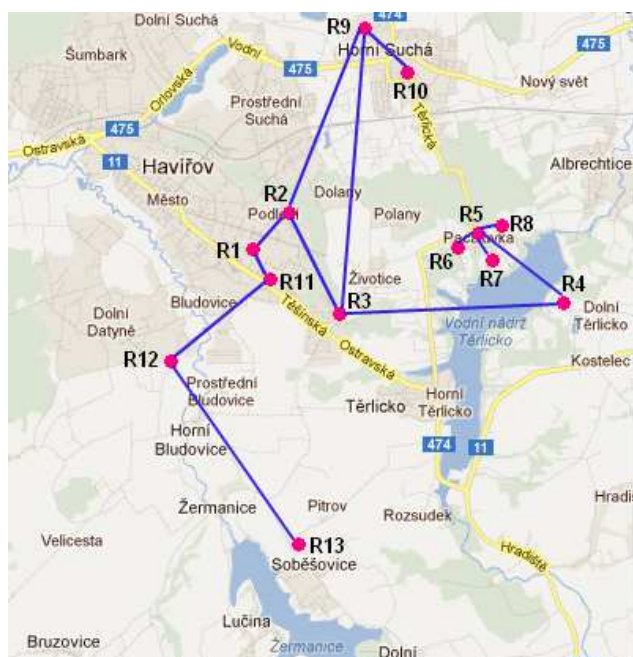 Dolní Suchá
R9
474
475
Šumbark
Vodní
Horní Suchá
475
R10
Nový svět
Orlovská
Prostřední
Suchá
475
Ostravská
11
Těrlická
Havířov
Albrechtice
Město
R2
Dolany
Podlesí
Polany
R5
R8
Pacalůvka
R1
R6
R7
R11
Životice
R4
Bludovice
R3
Dolní
Těrlicko
Dolní
Datyně
Těšínská
Vodní nádrž
Těrlicko
Ostravská
R12
Kostelec
Prostřední
Bludovice
Těrlicko
Horní
Těrlicko
Horní
Bludovice
474
11
Žermanice
Pitrov
Rozsudek
Hradiš
Velicesta
R13
Soběšovice
Hradiště
Lučina
Bruzovice
Žermanice
Dolní